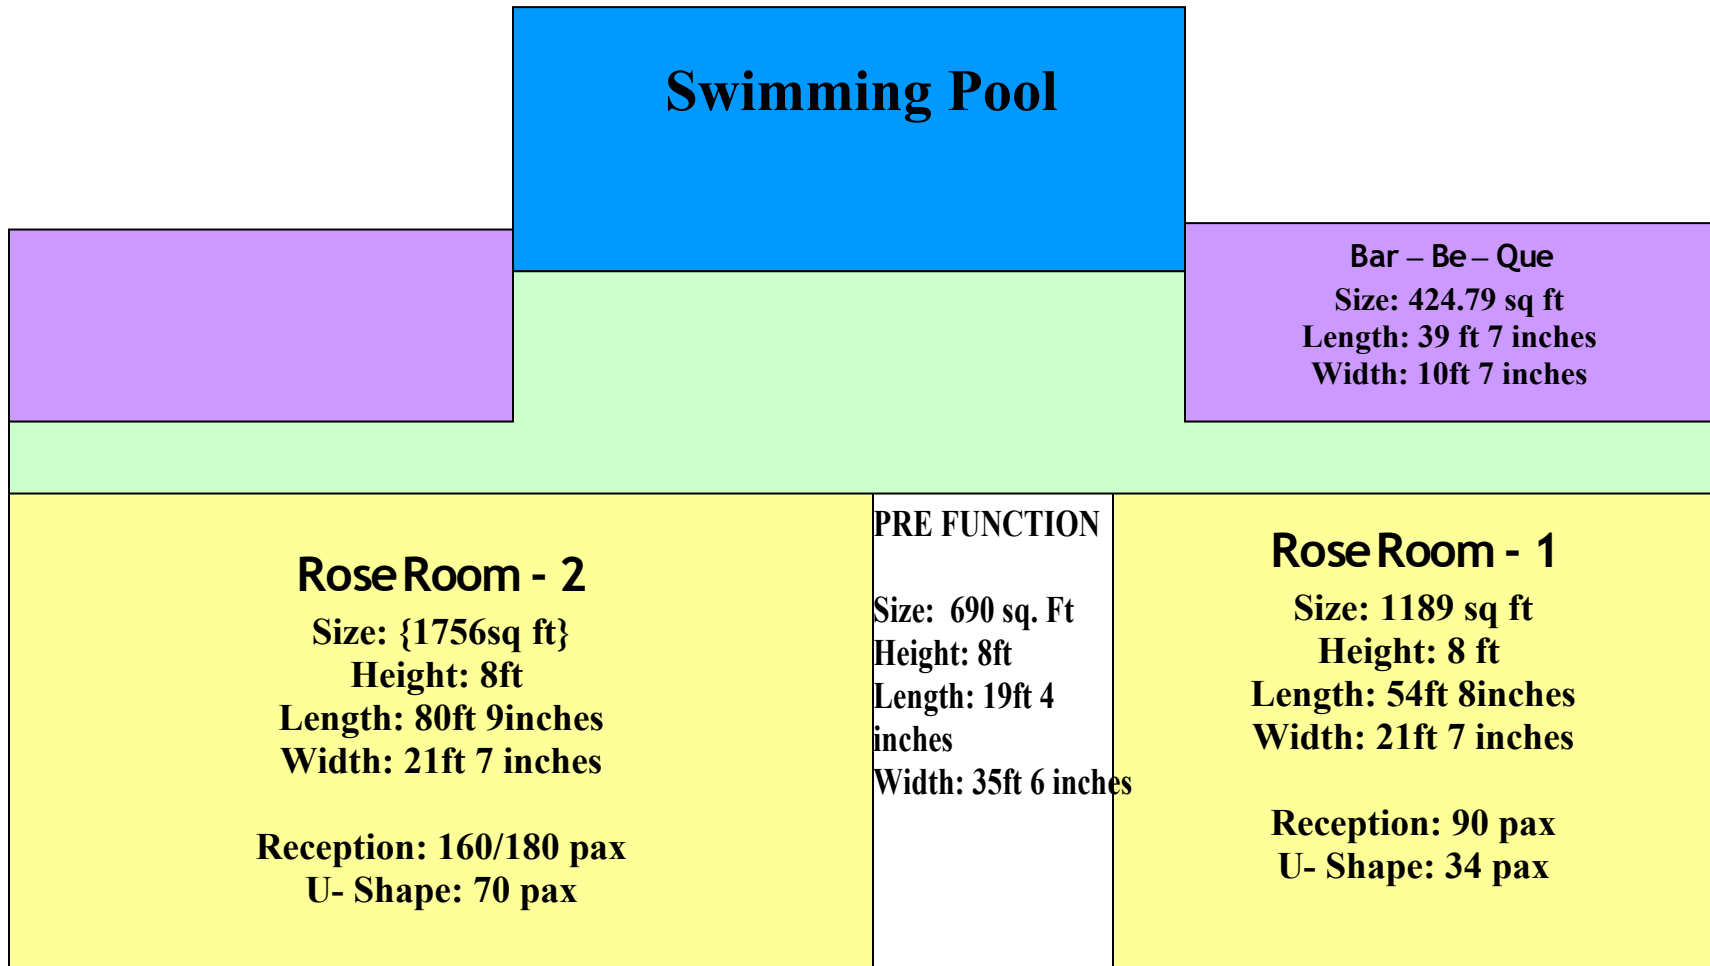 Swimming Pool
Bar – Be – Que
Size: 424.79 sq ft
Length: 39 ft 7 inches
Width: 10ft 7 inches
Rose Room - 2
Size: {1756sq ft}
Height: 8ft
Length: 80ft 9inches
Width: 21ft 7 inches
Reception: 160/180 pax
U- Shape: 70 pax
PRE FUNCTION
Size: 690 sq. Ft
Height: 8ft
Length: 19ft 4
inches
Width: 35ft 6 inches
Rose Room - 1
Size: 1189 sq ft
Height: 8 ft
Length: 54ft 8inches
Width: 21ft 7 inches
Reception: 90 pax
U- Shape: 34 pax